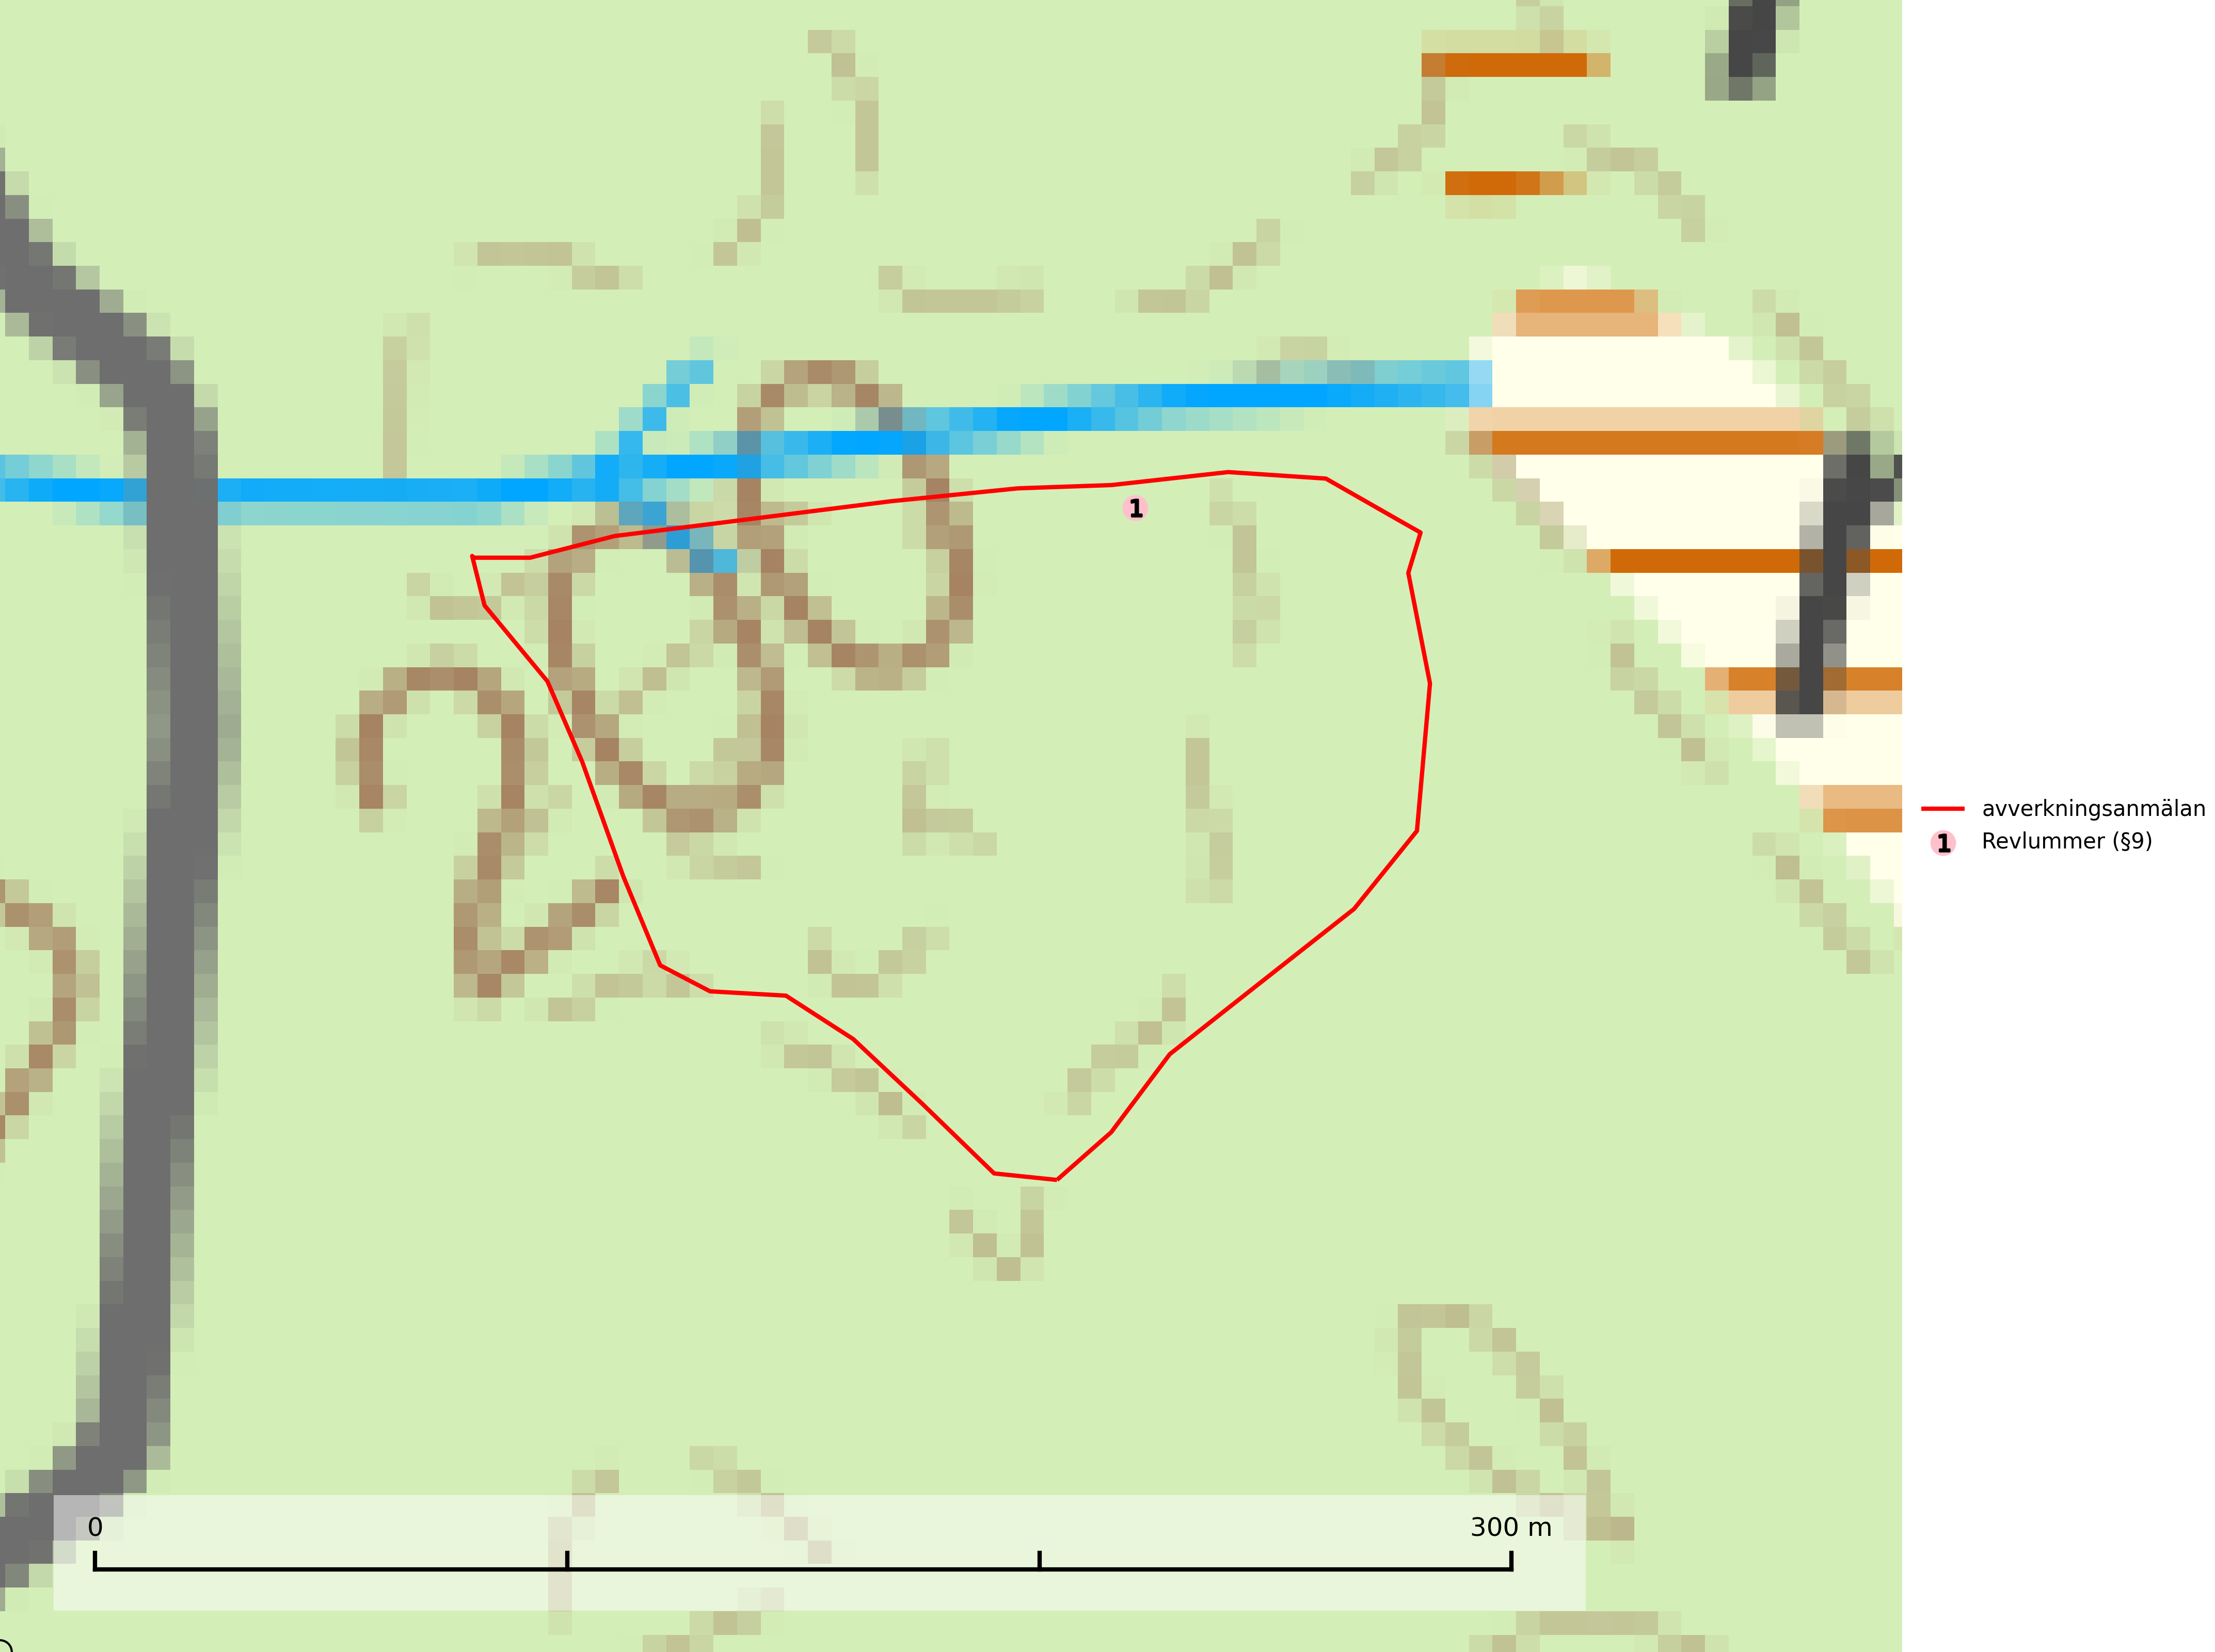 1
avverkningsanmälan
1 Revlummer (§9)
0 300 m